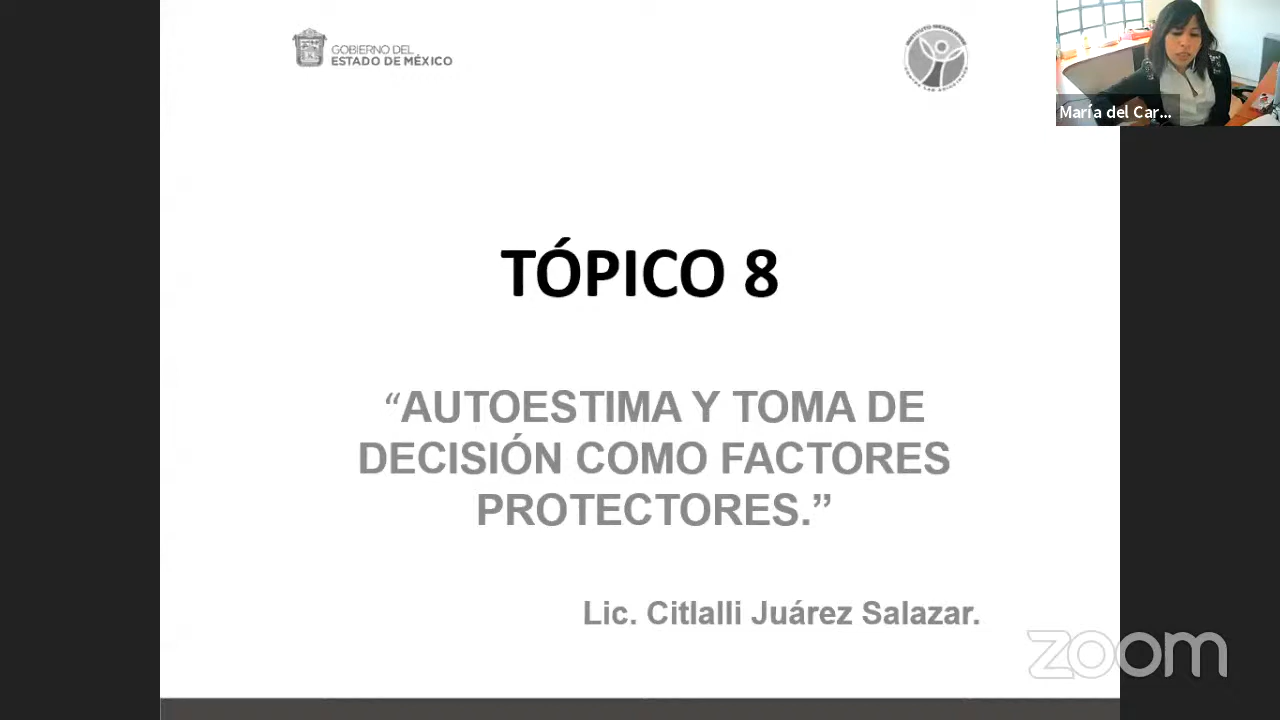 GOBIERNO DEL
ESTADO DE MÉXICO
María del Car...
TÓPICO 8
“AUTOESTIMA Y TOMA DE
DECISIÓN COMO FACTORES
PROTECTORES.”
Lic. Citlalli Juárez Salazar.
zoom